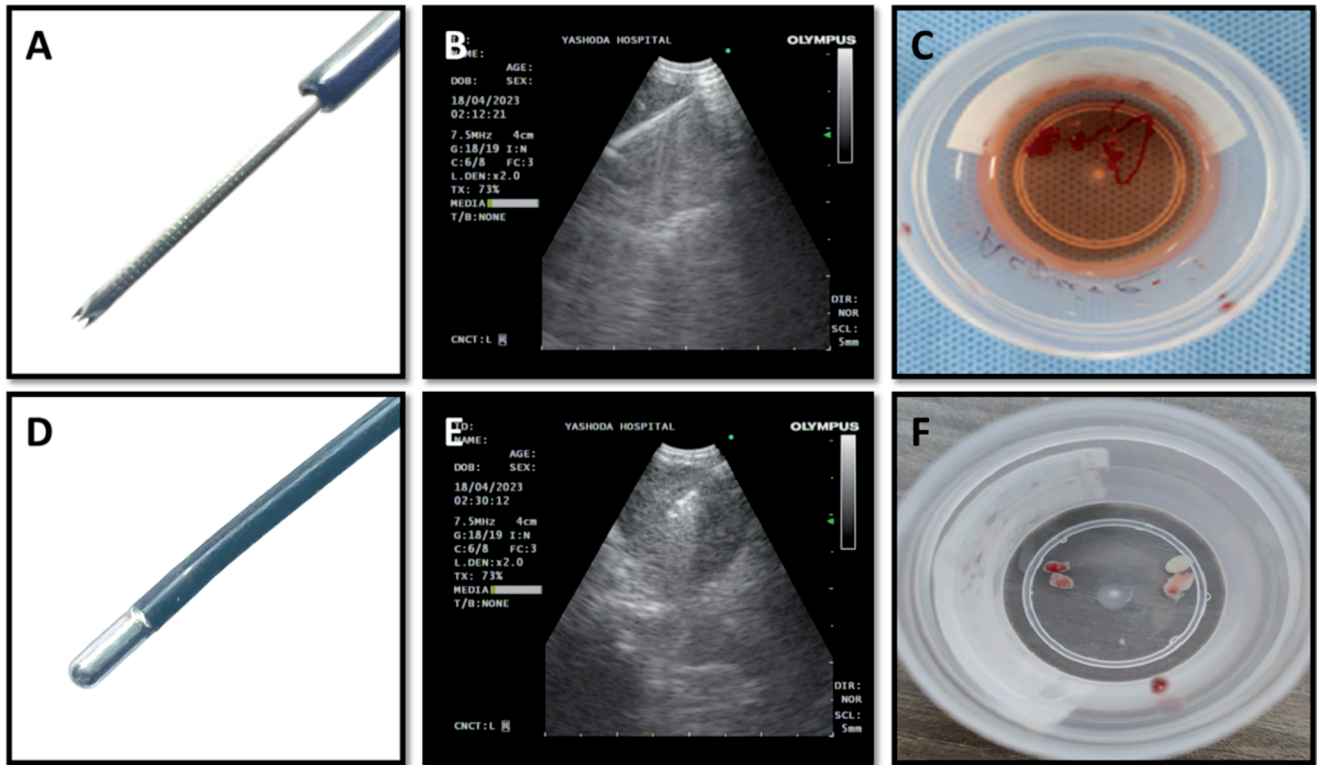 A
B
NAME:
YASHODA HOSPITAL
OLYMPUS
AGE:
DOB: SEX:
18/04/2023
02:12:21
7.5MHz 4cm
G:18/19 I:N
C:6/8 FC:3
L.DEN:x2.0
TX: 73%
MEDIA
T/B:NONE
DIR:
NOR
SCL:
5mm
CNCT:L R
C
D
E
ID:
NAME:
YASHODA HOSPITAL
OLYMPUS
AGE:
DOB: SEX:
18/04/2023
02:30:12
7.5MHz 4cm
G:18/19 I:N
C:6/8 FC:3
L.DEN:x2.0
TX: 73%
MEDIA
T/B:NONE
DIR:
NOR
SCL:
5mm
CNCT:L R
F